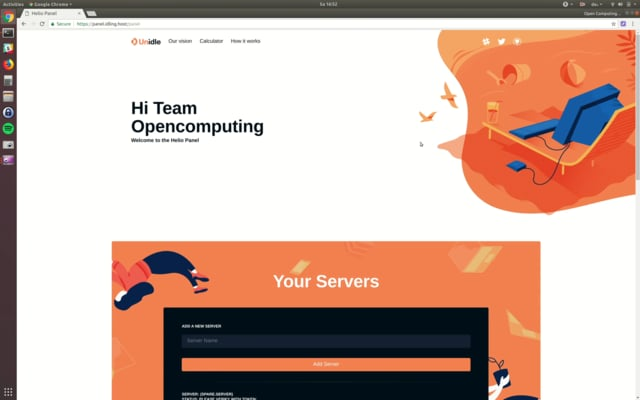 Activities
Google Chrome
Sa 14:52
deu
Hello Panel
Open Computing...
Secure
https://panel.idling.host/panel
Unidle
Our vision
Calculator
How it works
Hi Team
Opencomputing
Welcome to the Hello Panel
Your Servers
ADD A NEW SERVER
Server Name
Add Server
SERVER: (SPARE.SERVER)
STATUS: PLEASE VERIFY WITH TOKEN